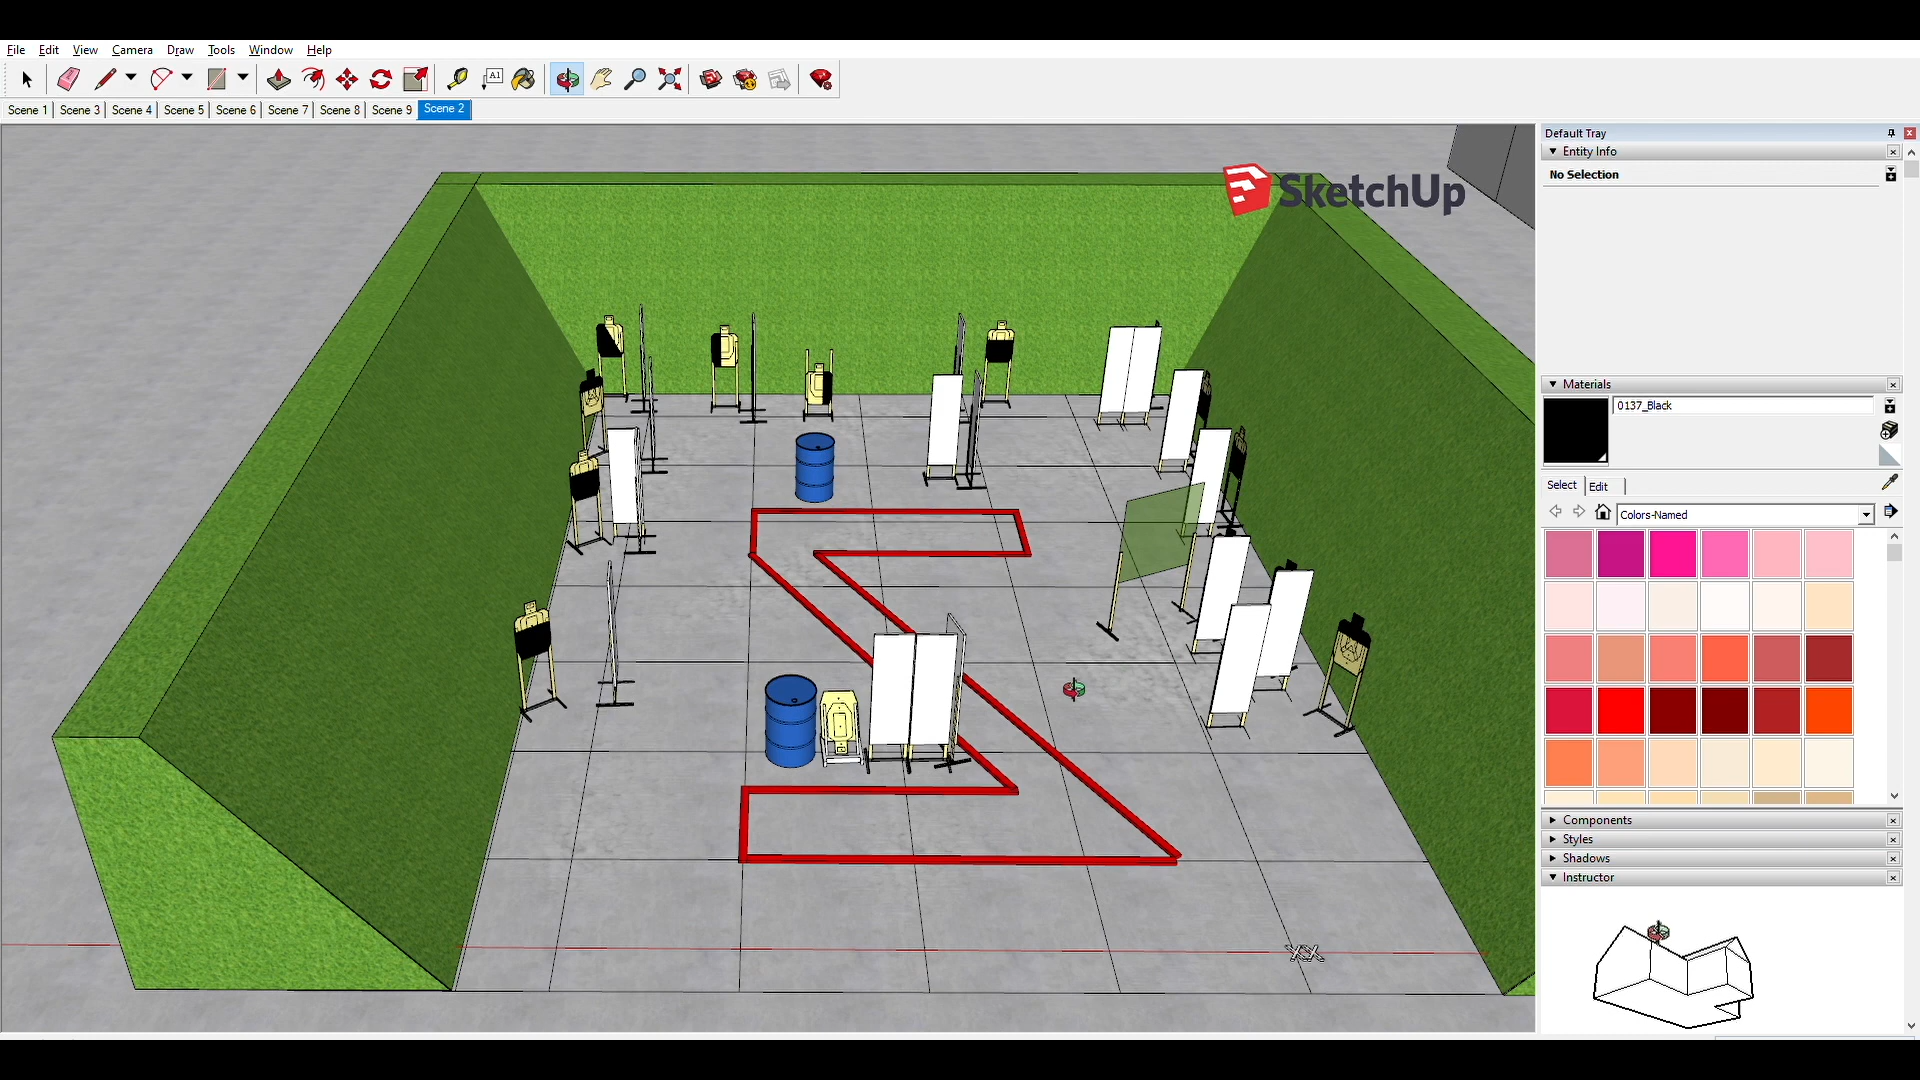 File Edit View Camera Draw Tools Window Help
A1
Scene 1 Scene 3 Scene 4 Scene 5 Scene 6 Scene 7 Scene 8 Scene 9 Scene 2
SketchUp
Default Tray
Entity Info
No Selection
Materials
0137_Black
Select Edit
Colors-Named
Components
Styles
Shadows
Instructor
XX